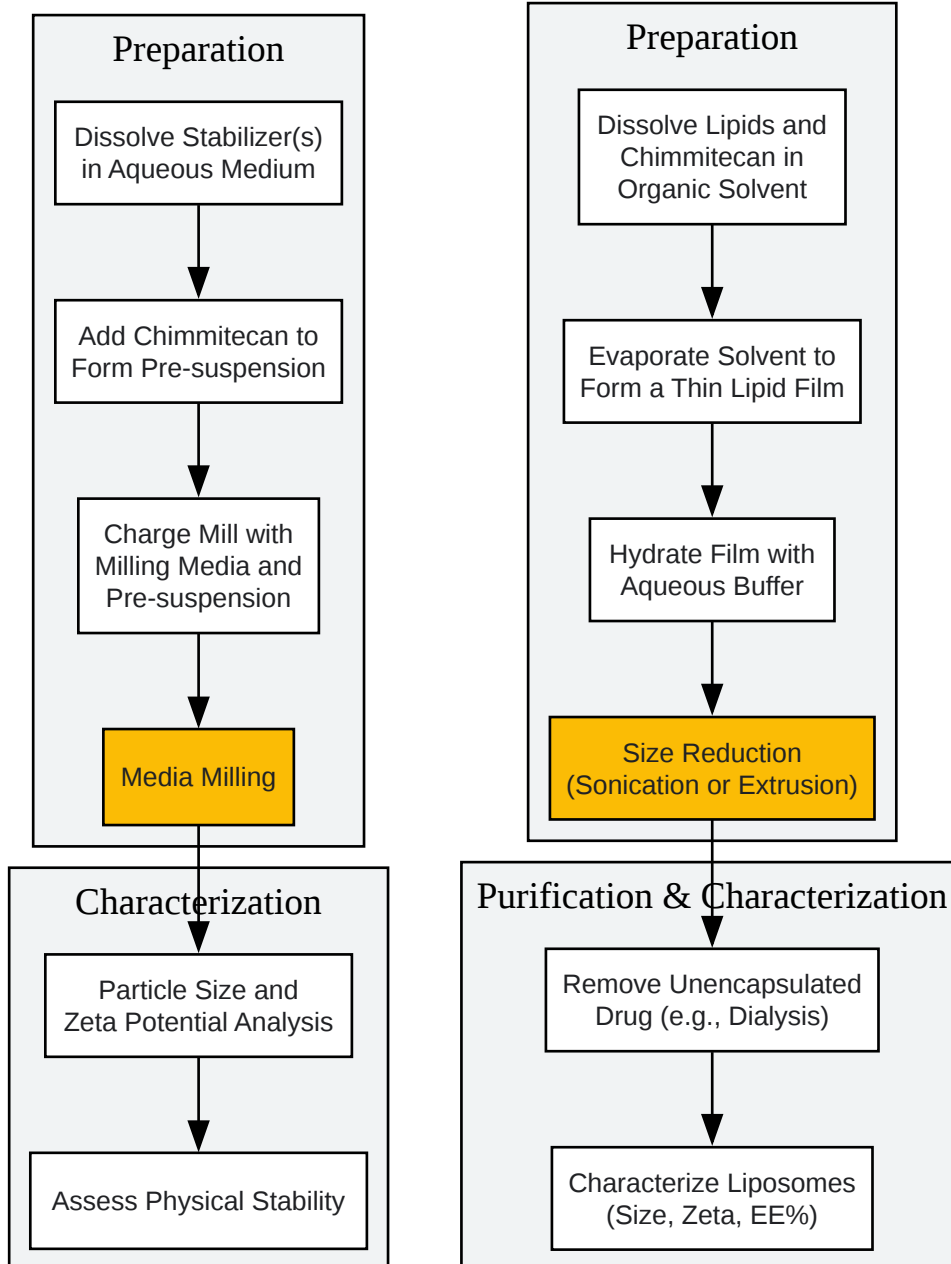 Preparation
Dissolve Stabilizer(s)
in Aqueous Medium
Add Chimmitecan to
Form Pre-suspension
Charge Mill with
Milling Media and
Pre-suspension
Media Milling
Characterization
Particle Size and
Zeta Potential Analysis
Assess Physical Stability
Preparation
Dissolve Lipids and
Chimmitecan in
Organic Solvent
Evaporate Solvent to
Form a Thin Lipid Film
Hydrate Film with
Aqueous Buffer
Size Reduction
(Sonication or Extrusion)
Purification & Characterization
Remove Unencapsulated
Drug (e.g., Dialysis)
Characterize Liposomes
(Size, Zeta, EE%)